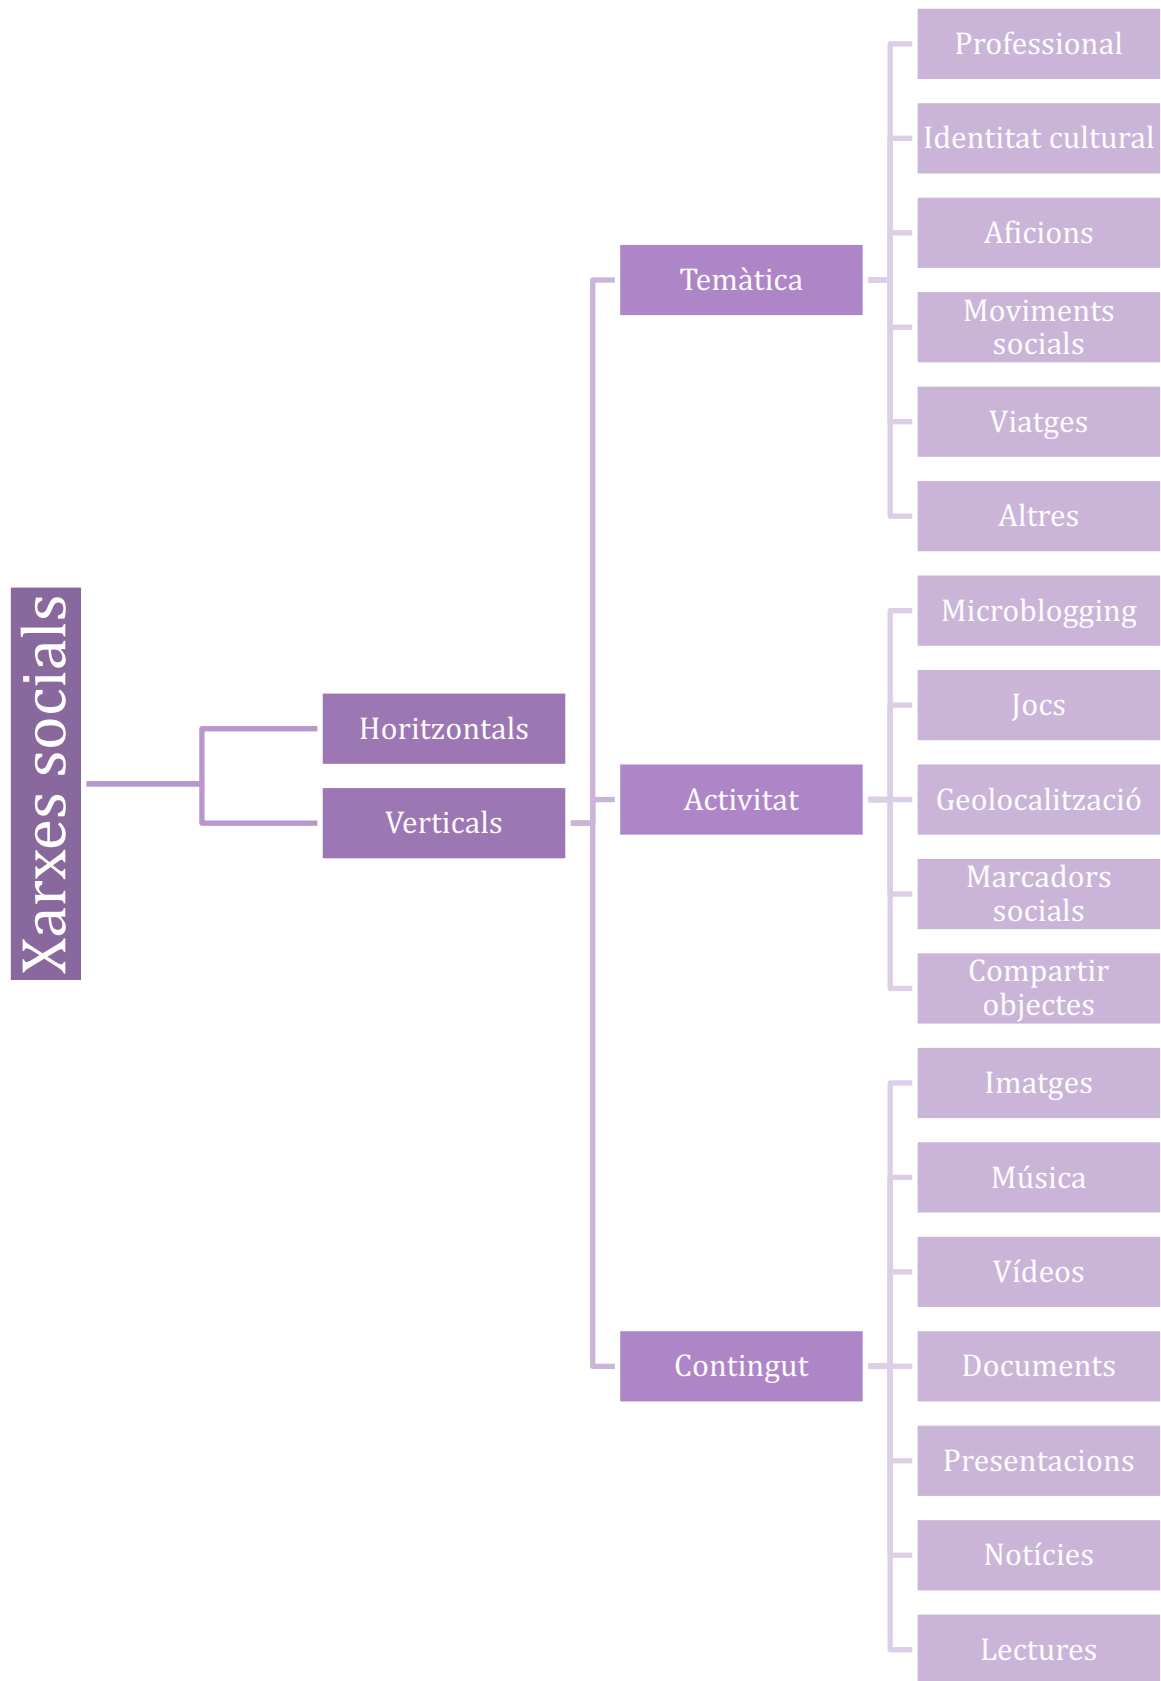 Xarxes socials
Horitzontals
Verticals
Temàtica
Professional
Identitat cultural
Aficions
Moviments
socials
Viatges
Altres
Activitat
Microblogging
Jocs
Geolocalització
Marcadors
socials
Compartir
objectes
Contingut
Imatges
Música
Vídeos
Documents
Presentacions
Notícies
Lectures